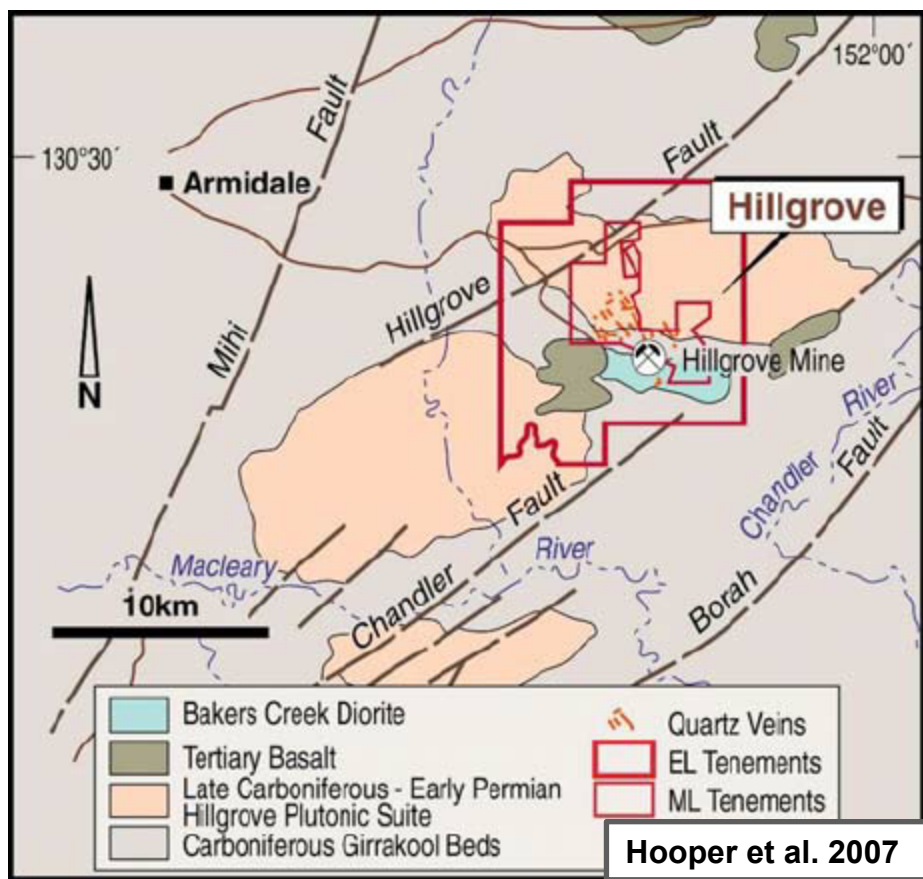 152°00´
130°30´
Fault
Fault
Armidale
Hillgrove
Hillgrove
Mihi
Hillgrove Mine
N
River
Chandler
Fault
Fault
Macleary
River
Chandler
Borah
10km
Bakers Creek Diorite
Tertiary Basalt
Late Carboniferous - Early Permian
Hillgrove Plutonic Suite
Carboniferous Girrakool Beds
Quartz Veins
EL Tenements
ML Tenements
Hooper et al. 2007